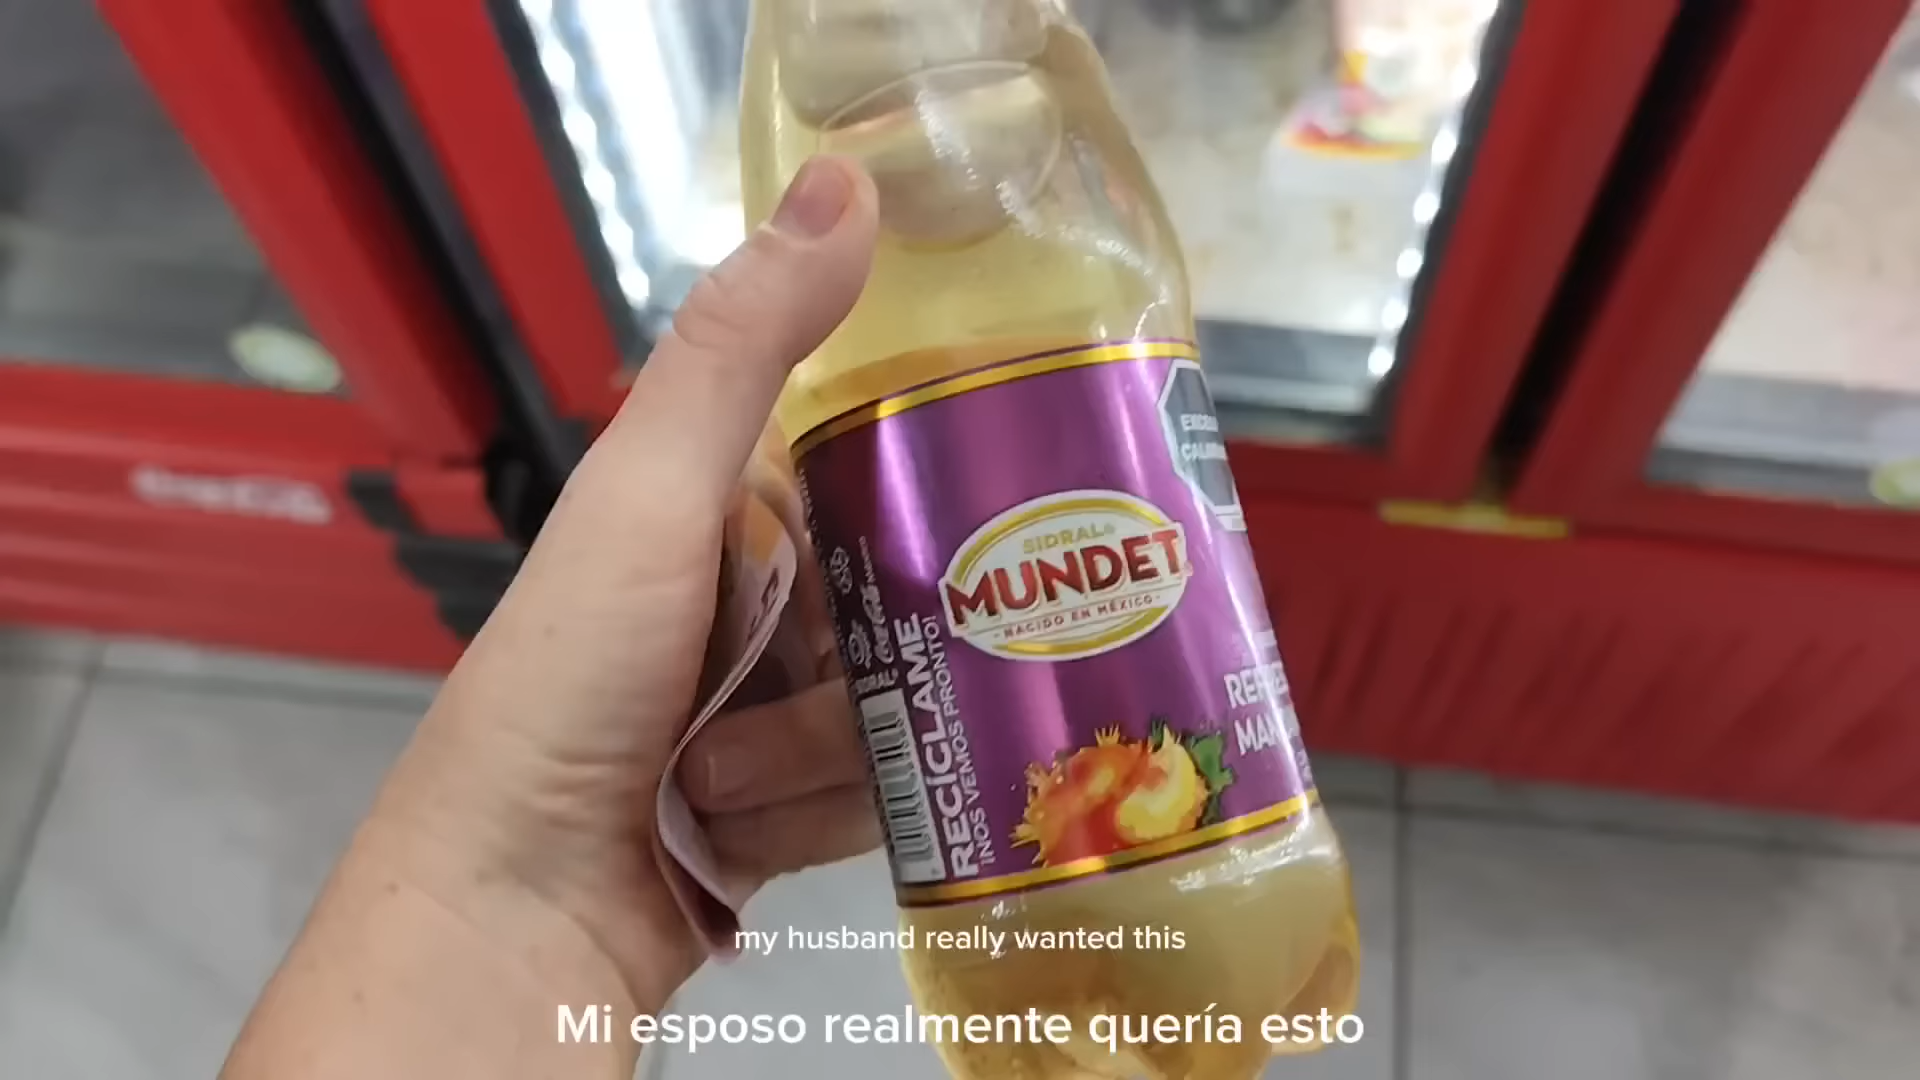 SIDRAL
MUNDET
NACIDO EN MÉXICO
RECÍCLAME
¡NOS VEMOS PRONTO!
my husband really wanted this
Mi esposo realmente quería esto